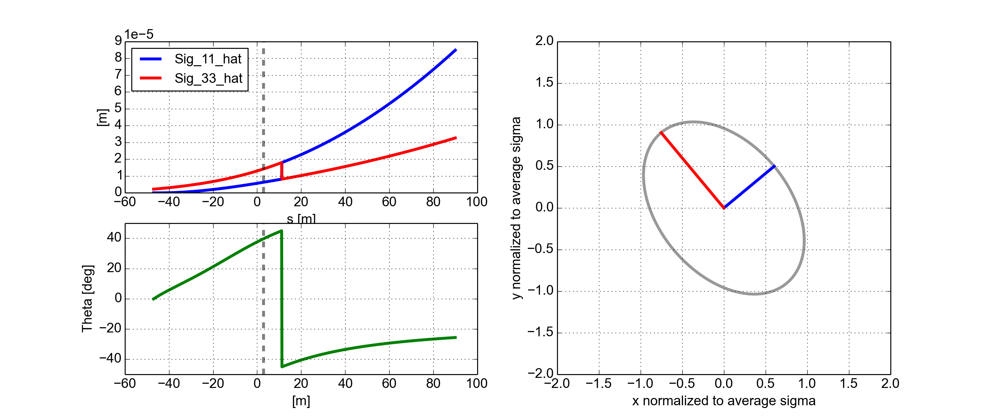 1e−5
9
8
7
6
5
4
3
2
1
0
[m]
Sig_11_hat
Sig_33_hat
−60 −40 −20 0 20 40 60 80 100
s [m]
40
20
0
−20
−40
Theta [deg]
−60 −40 −20 0 20 40 60 80 100
[m]
2.0
1.5
1.0
0.5
0.0
−0.5
−1.0
−1.5
−2.0
y normalized to average sigma
−2.0 −1.5 −1.0 −0.5 0.0 0.5 1.0 1.5 2.0
x normalized to average sigma